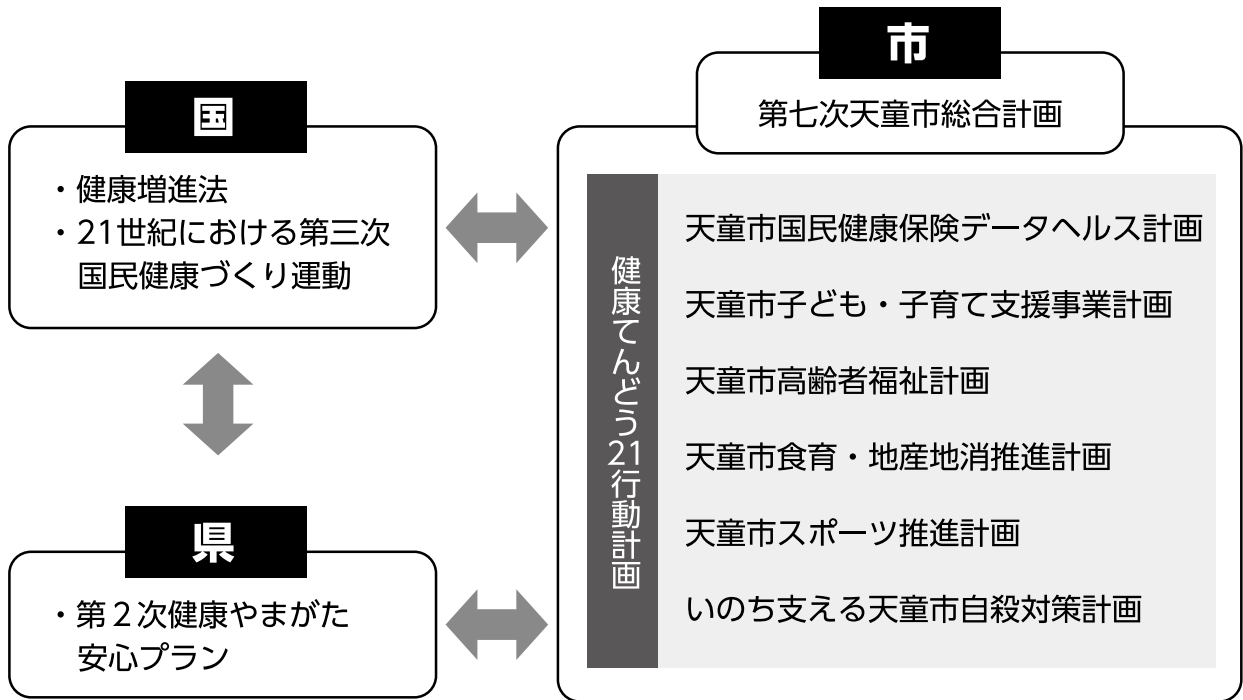 国
・健康増進法
・21世紀における第三次
国民健康づくり運動
県
・第２次健康やまがた
安心プラン
市
第七次天童市総合計画
健康てんどう21行動計画
天童市国民健康保険データヘルス計画
天童市子ども・子育て支援事業計画
天童市高齢者福祉計画
天童市食育・地産地消推進計画
天童市スポーツ推進計画
いのち支える天童市自殺対策計画